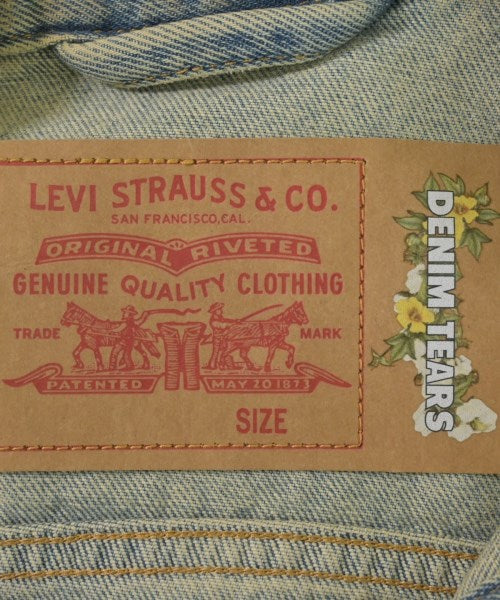 LEVI STRAUSS & CO.
SAN FRANCISCO, CAL.
ORIGINAL RIVETED
GENUINE QUALITY CLOTHING
TRADE MARK
PATENTED MAY 20 1873
SIZE
DENIM TEARS